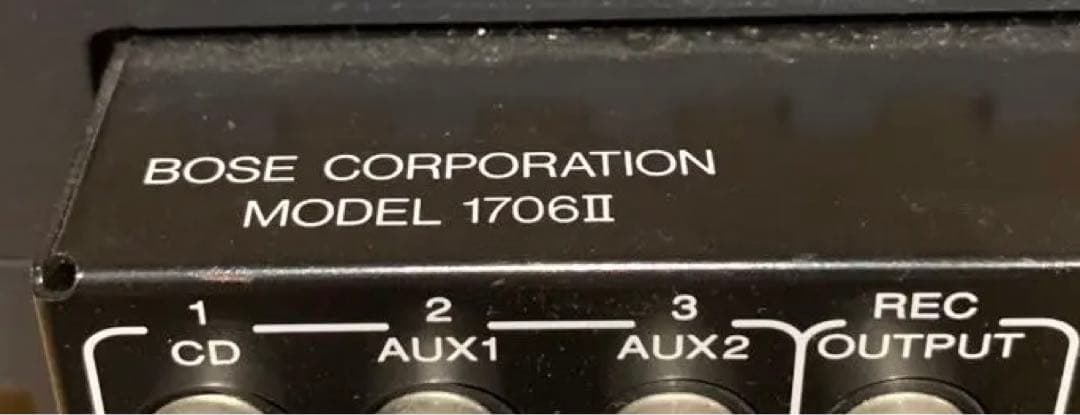 BOSE CORPORATION
MODEL 1706II
1 2 3 REC
CD AUX1 AUX2 OUTPUT